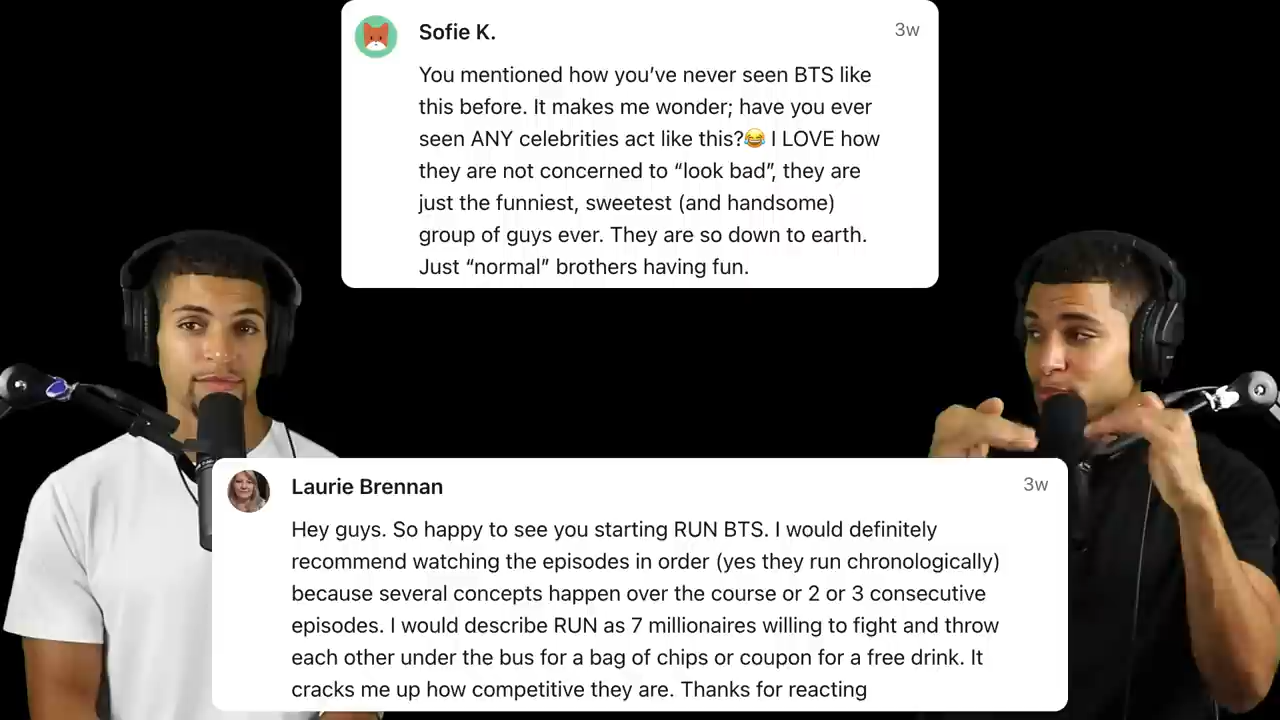 Sofie K.
3w
You mentioned how you’ve never seen BTS like
this before. It makes me wonder; have you ever
seen ANY celebrities act like this?😂 I LOVE how
they are not concerned to “look bad”, they are
just the funniest, sweetest (and handsome)
group of guys ever. They are so down to earth.
Just “normal” brothers having fun.
Laurie Brennan
3w
Hey guys. So happy to see you starting RUN BTS. I would definitely
recommend watching the episodes in order (yes they run chronologically)
because several concepts happen over the course or 2 or 3 consecutive
episodes. I would describe RUN as 7 millionaires willing to fight and throw
each other under the bus for a bag of chips or coupon for a free drink. It
cracks me up how competitive they are. Thanks for reacting